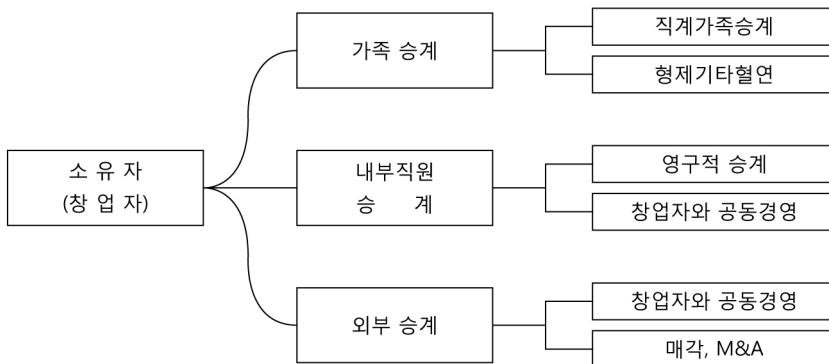 소 유 자
(창 업 자)
가족 승계
직계가족승계
형제기타혈연
내부직원
승 계
영구적 승계
창업자와 공동경영
외부 승계
창업자와 공동경영
매각, M&A